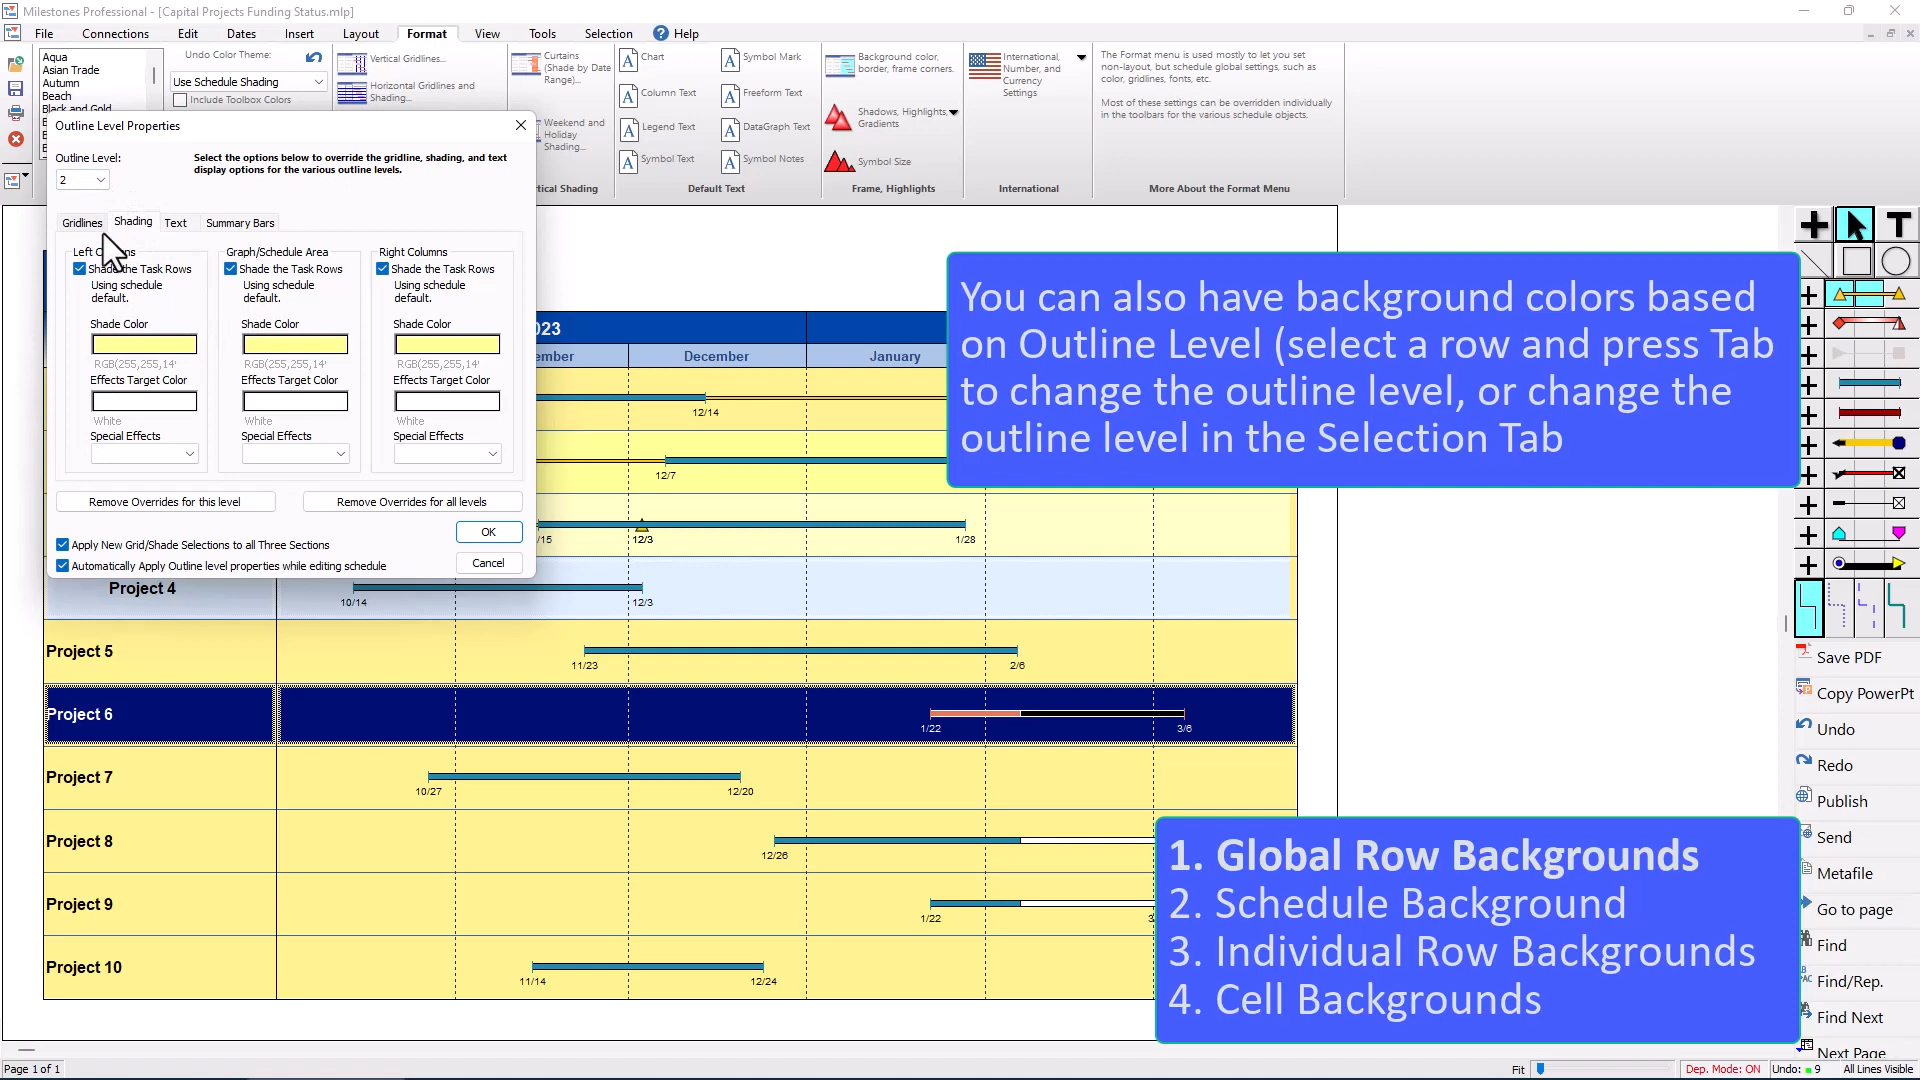 Milestones Professional - [Capital Projects Funding Status.mlp]
File Connections Edit Dates Insert Layout Format View Tools Selection Help
Aqua
Asian Trade
Autumn
Beach
Black and Gold
Undo Color Theme:
Use Schedule Shading
Include Toolbox Colors
Vertical Gridlines...
Horizontal Gridlines and
Shading...
Curtains
(Shade by Date
Range)...
Weekend and
Holiday
Shading...
tical Shading
Chart
Column Text
Legend Text
Symbol Text
Symbol Mark
Freeform Text
DataGraph Text
Symbol Notes
Default Text
Background color,
border, frame corners.
Shadows, Highlights,
Gradients
Symbol Size
Frame, Highlights
International,
Number, and
Currency
Settings
International
The Format menu is used mostly to let you set
non-layout, but schedule global settings, such as
color, gridlines, fonts, etc.
Most of these settings can be overridden individually
in the toolbars for the various schedule objects.
More About the Format Menu
Outline Level Properties
Outline Level:
2
Select the options below to override the gridline, shading, and text
display options for the various outline levels.
Gridlines Shading Text Summary Bars
Graph/Schedule Area
Right Columns
Shade the Task Rows
Using schedule
default.
Shade Color
RGB(255,255,14
Effects Target Color
White
Special Effects
Shade the Task Rows
Using schedule
default.
Shade Color
RGB(255,255,14
Effects Target Color
White
Special Effects
Shade the Task Rows
Using schedule
default.
Shade Color
RGB(255,255,14
Effects Target Color
White
Special Effects
Remove Overrides for this level
Remove Overrides for all levels
OK
Apply New Grid/Shade Selections to all Three Sections
Automatically Apply Outline level properties while editing schedule
Cancel
023
ember December January
12/14
12/7
/15 12/3 1/28
Project 4
10/14 12/3
Project 5
11/23 2/6
Project 6
1/22 3/6
Project 7
10/27 12/20
Project 8
12/26
Project 9
1/22 3
Project 10
11/14 12/24
You can also have background colors based
on Outline Level (select a row and press Tab
to change the outline level, or change the
outline level in the Selection Tab
1. Global Row Backgrounds
2. Schedule Background
3. Individual Row Backgrounds
4. Cell Backgrounds
Save PDF
Copy PowerPt
Undo
Redo
Publish
Send
Metafile
Go to page
Find
Find/Rep.
Find Next
Next Page
Page 1 of 1
Fit
Dep. Mode: ON
Undo: 9
All Lines Visible